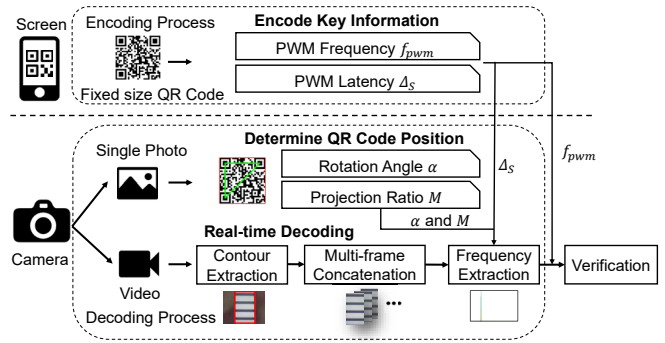 Screen
Encoding Process
Fixed size QR Code
Encode Key Information
PWM Frequency f_pwm
PWM Latency Δ_S
Determine QR Code Position
Single Photo
Rotation Angle α
Projection Ratio M
Δ_S
f_pwm
α and M
Camera
Real-time Decoding
Video
Contour
Extraction
Multi-frame
Concatenation
...
Frequency
Extraction
Verification
Decoding Process